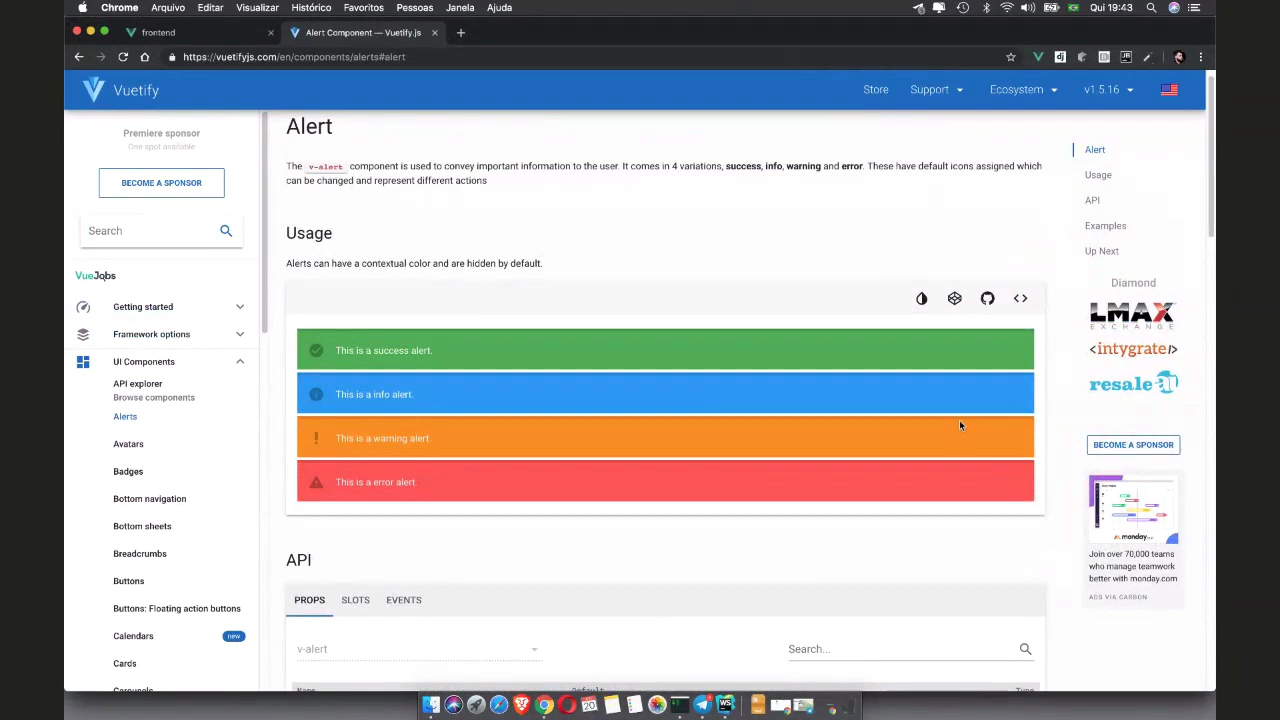 Chrome Arquivo Editar Visualizar Histórico Favoritos Pessoas Janela Ajuda Qui 19:43
frontend
Alert Component — Vuetify.js
https://vuetifyjs.com/en/components/alerts#alert
Vuetify
Store Support Ecosystem v1.5.16
Premiere sponsor
One spot available
BECOME A SPONSOR
Search
VueJobs
Getting started
Framework options
UI Components
API explorer
Browse components
Alerts
Avatars
Badges
Bottom navigation
Bottom sheets
Breadcrumbs
Buttons
Buttons: Floating action buttons
Calendars new
Cards
Carousels
Alert
The v-alert component is used to convey important information to the user. It comes in 4 variations, success, info, warning and error. These have default icons assigned which
can be changed and represent different actions
Usage
Alerts can have a contextual color and are hidden by default.
This is a success alert.
This is a info alert.
This is a warning alert.
This is a error alert.
API
PROPS SLOTS EVENTS
v-alert
Search...
Name Default Type
Alert
Usage
API
Examples
Up Next
Diamond
LMAX
EXCHANGE
<intygrate/>
resale ai
BECOME A SPONSOR
monday.com
Join over 70,000 teams
who manage teamwork
better with monday.com
ADS VIA CARBON